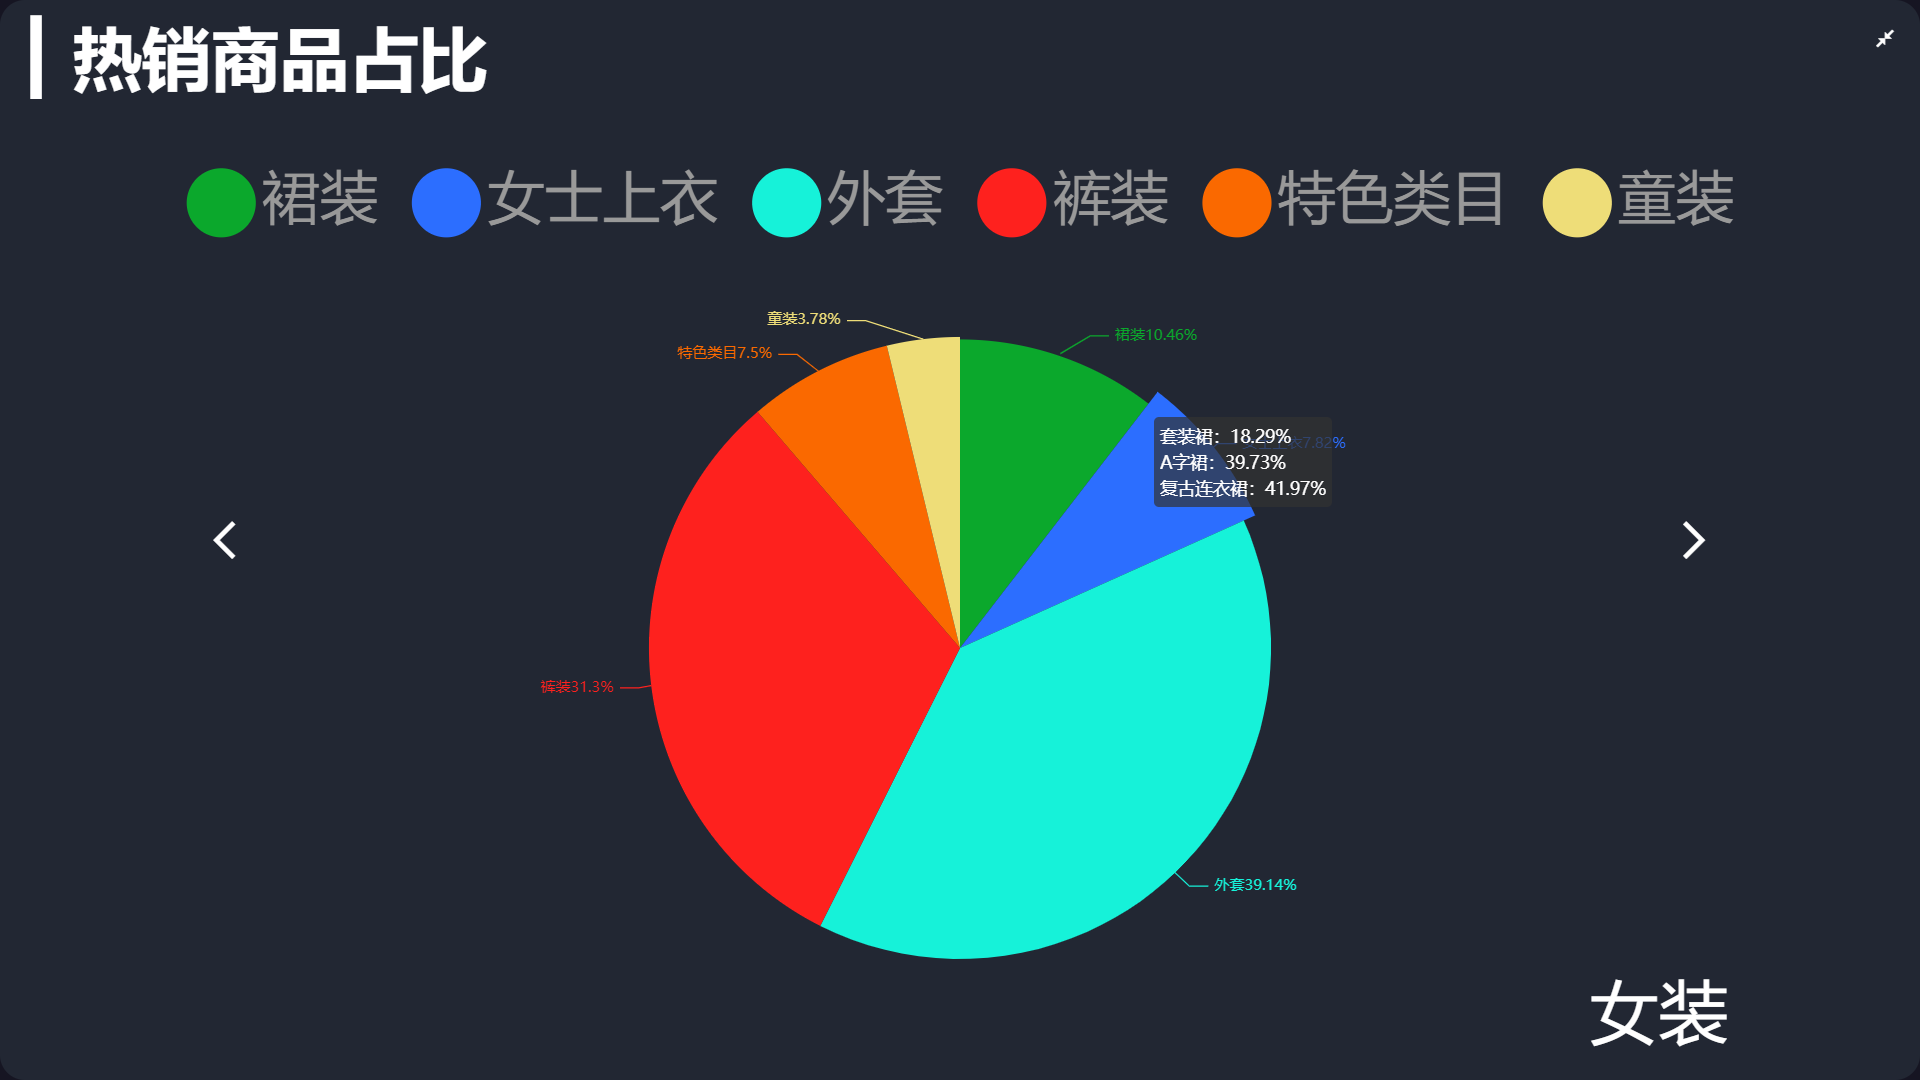 热销商品占比
裙装 女士上衣 外套 裤装 特色类目 童装
童装3.78%
裙装10.46%
特色类目7.5%
套装裙：18.29%
7.82%
A字裙：39.73%
复古连衣裙：41.97%
裤装31.3%
外套39.14%
女装